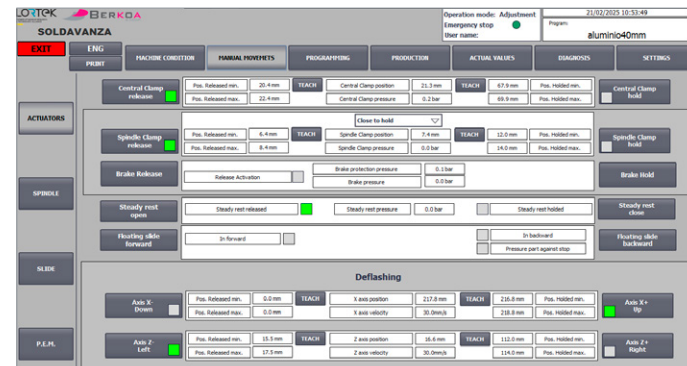 LORTEK BERKOA
SOLDAVANZA
Operation mode: Adjustment
Emergency stop
User name:
21/02/2025 10:53:49
Program:
aluminio40mm
EXIT
ENG
PRINT
MACHINE CONDITION
MANUAL MOVEMETS
PROGRAMMING
PRODUCTION
ACTUAL VALUES
DIAGNOSIS
SETTINGS
ACTUATORS
SPINDLE
SLIDE
P.E.M.
Central Clamp release
Pos. Released min. 20.4 mm TEACH Central Clamp position 21.3 mm TEACH 67.9 mm Pos. Holded min.
Pos. Released max. 22.4 mm Central Clamp pressure 0.2 bar 69.9 mm Pos. Holded max.
Central Clamp hold
Close to hold
Spindle Clamp release
Pos. Released min. 6.4 mm TEACH Spindle Clamp position 7.4 mm TEACH 12.0 mm Pos. Holded min.
Pos. Released max. 8.4 mm Spindle Clamp pressure 0.0 bar 14.0 mm Pos. Holded max.
Spindle Clamp hold
Brake Release
Release Activation
Brake protection pressure 0.1 bar
Brake pressure 0.0 bar
Brake Hold
Steady rest open
Steady rest released Steady rest pressure 0.0 bar Steady rest holded
Steady rest close
Floating slide forward
In forward
In backward
Pressure part against stop
Floating slide backward
Deflashing
Axis X- Down
Pos. Released min. 0.0 mm TEACH X axis position 217.8 mm TEACH 216.8 mm Pos. Holded min.
Pos. Released max. 0.0 mm X axis velocity 30.0mm/s 218.8 mm Pos. Holded max.
Axis X+ Up
Axis Z- Left
Pos. Released min. 15.5 mm TEACH Z axis position 16.6 mm TEACH 112.0 mm Pos. Holded min.
Pos. Released max. 17.5 mm Z axis velocity 30.0mm/s 114.0 mm Pos. Holded max.
Axis Z+ Right